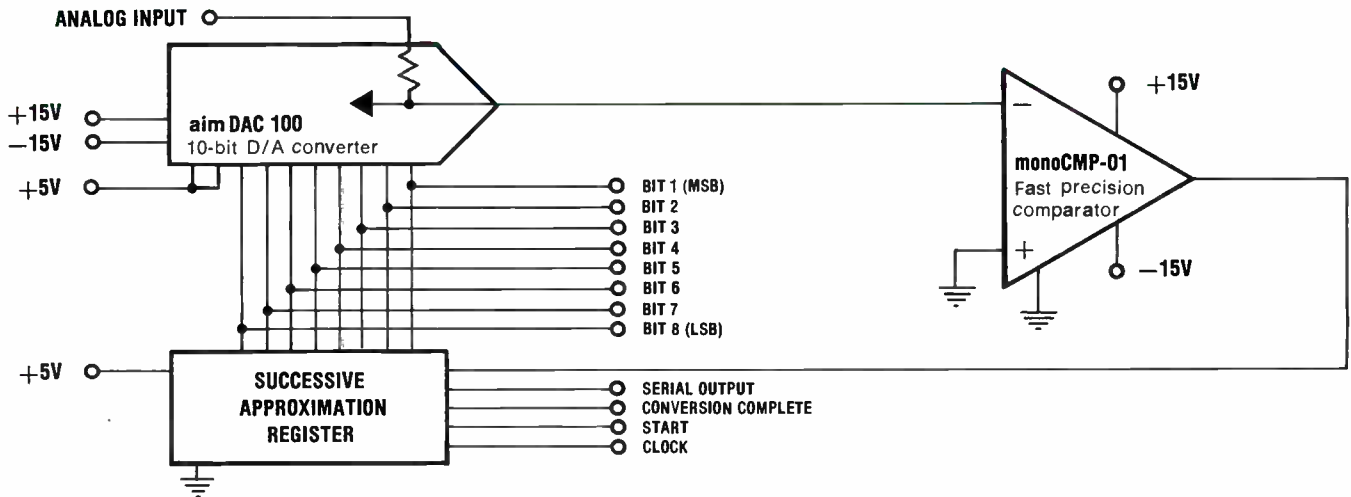 ANALOG INPUT
+15V
−15V
aim DAC 100
10-bit D/A converter
+5V
BIT 1 (MSB)
BIT 2
BIT 3
BIT 4
BIT 5
BIT 6
BIT 7
BIT 8 (LSB)
+5V
SUCCESSIVE
APPROXIMATION
REGISTER
SERIAL OUTPUT
CONVERSION COMPLETE
START
CLOCK
−
+15V
monoCMP-01
Fast precision
comparator
+
−15V